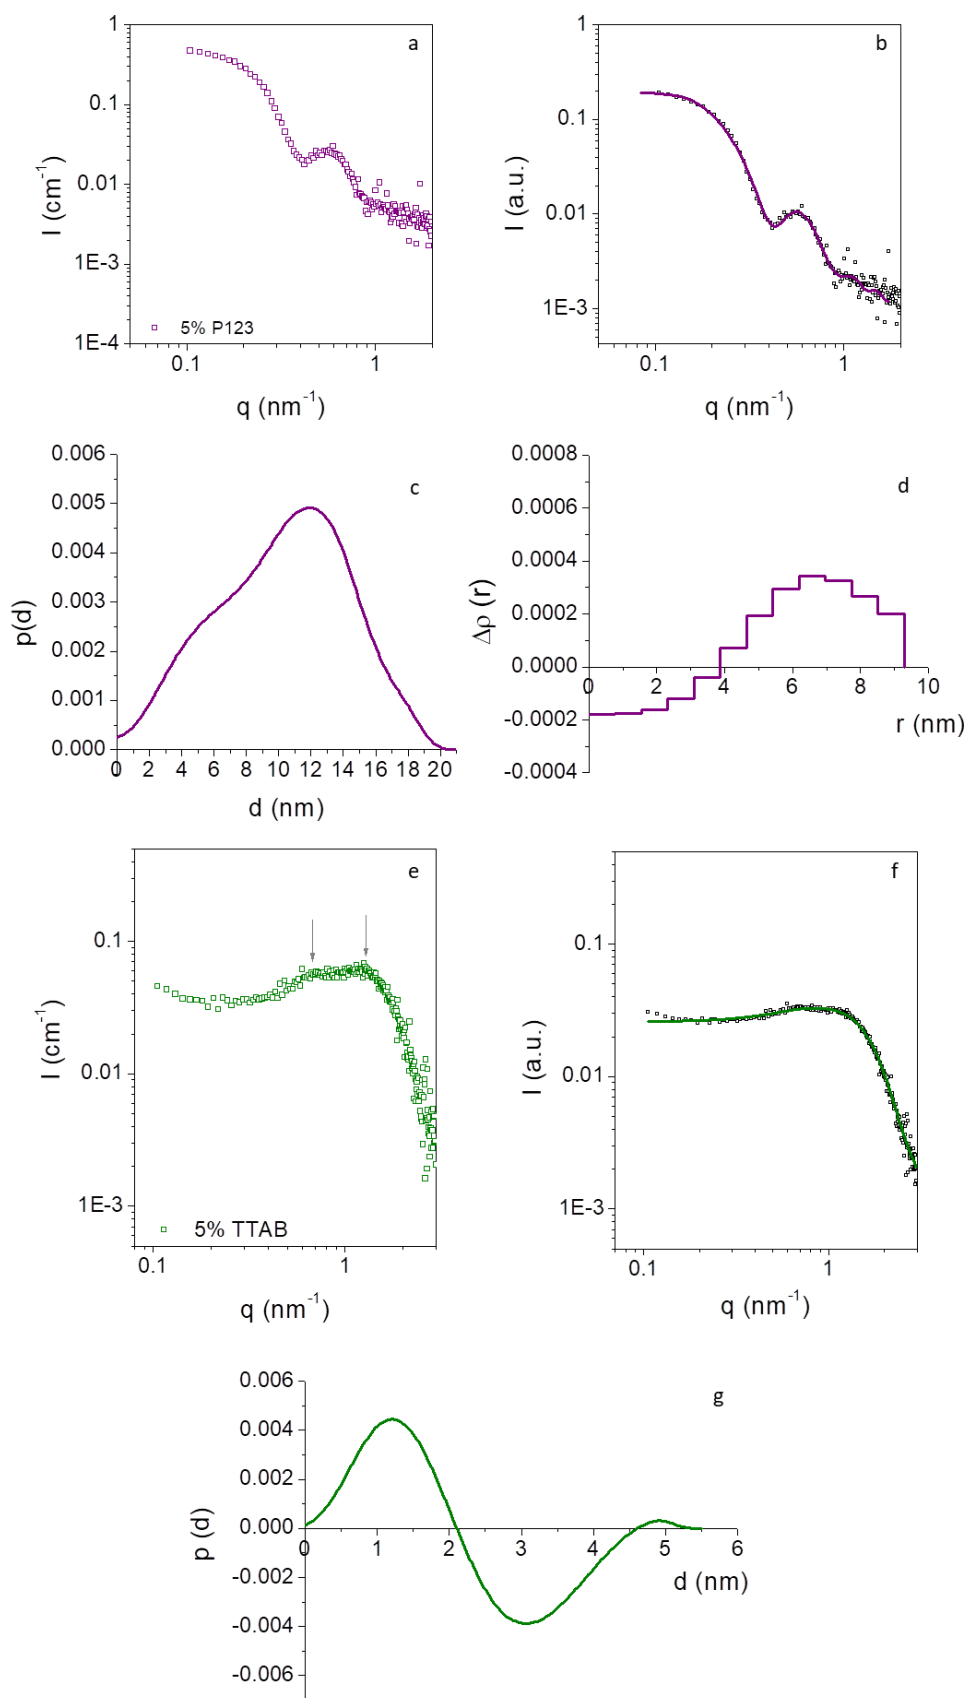 a
1
0.1
0.01
1E-3
1E-4
I (cm⁻¹)
5% P123
0.1
1
q (nm⁻¹)
b
1
0.1
0.01
1E-3
I (a.u.)
0.1
1
q (nm⁻¹)
c
0.006
0.005
0.004
0.003
0.002
0.001
0.000
p(d)
0 2 4 6 8 10 12 14 16 18 20
d (nm)
d
0.0008
0.0006
0.0004
0.0002
0.0000
-0.0002
-0.0004
Δρ (r)
0 2 4 6 8 10
r (nm)
e
0.1
0.01
1E-3
I (cm⁻¹)
5% TTAB
0.1
1
q (nm⁻¹)
f
0.1
0.01
1E-3
I (a.u.)
0.1
1
q (nm⁻¹)
g
0.006
0.004
0.002
0.000
-0.002
-0.004
-0.006
p (d)
0 1 2 3 4 5 6
d (nm)